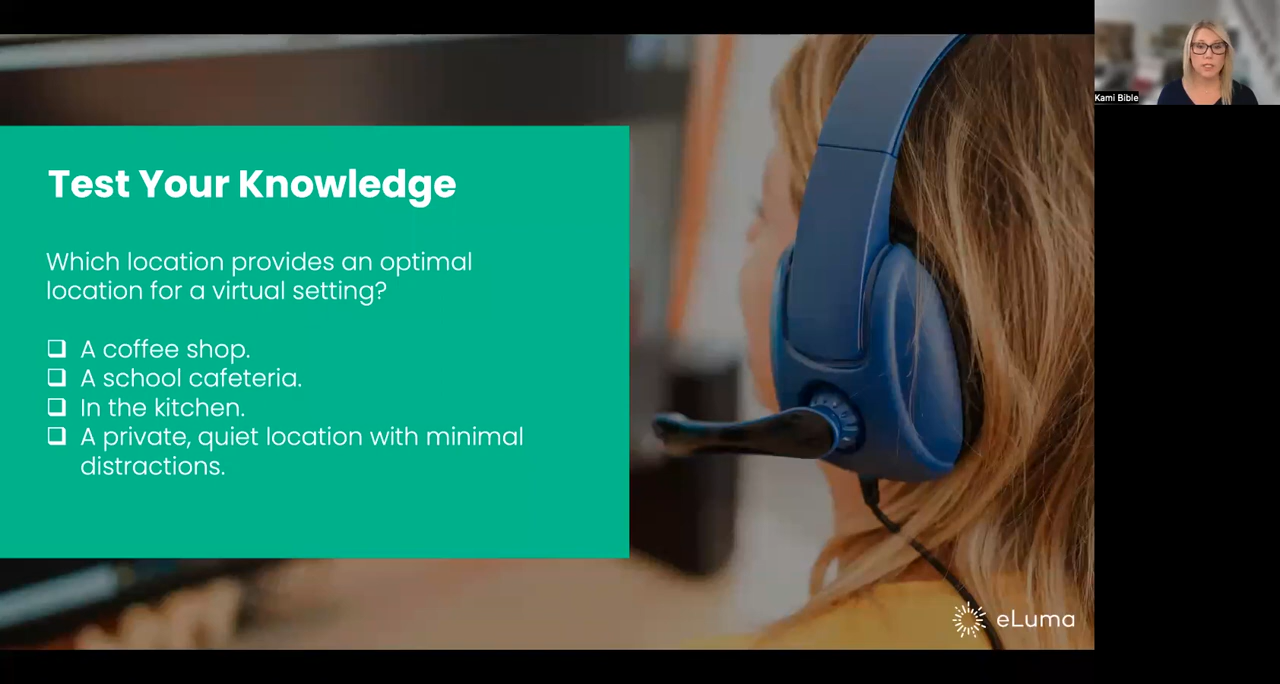 Kami Bible
Test Your Knowledge
Which location provides an optimal
location for a virtual setting?
❏ A coffee shop.
❏ A school cafeteria.
❏ In the kitchen.
❏ A private, quiet location with minimal
distractions.
eLuma